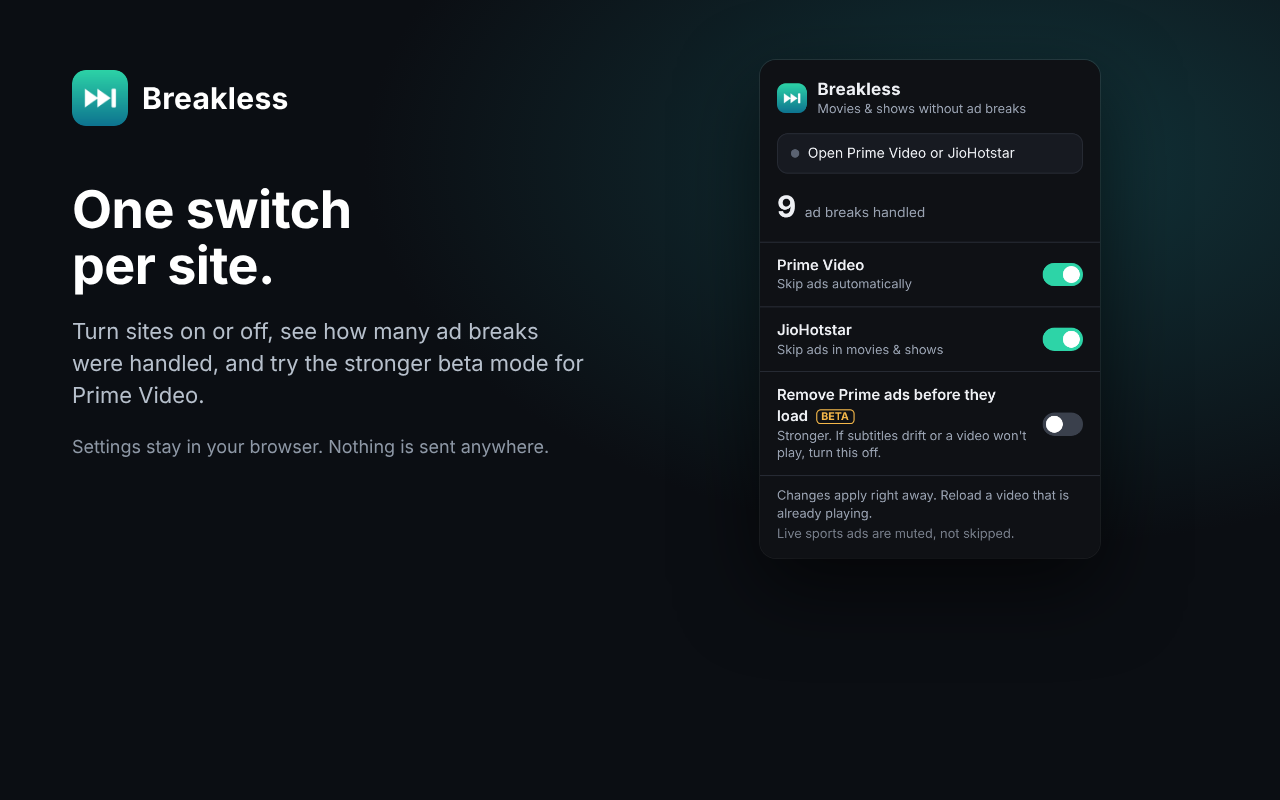 Breakless
One switch
per site.
Turn sites on or off, see how many ad breaks
were handled, and try the stronger beta mode for
Prime Video.
Settings stay in your browser. Nothing is sent anywhere.
Breakless
Movies & shows without ad breaks
Open Prime Video or JioHotstar
9 ad breaks handled
Prime Video
Skip ads automatically
JioHotstar
Skip ads in movies & shows
Remove Prime ads before they
load BETA
Stronger. If subtitles drift or a video won't
play, turn this off.
Changes apply right away. Reload a video that is
already playing.
Live sports ads are muted, not skipped.